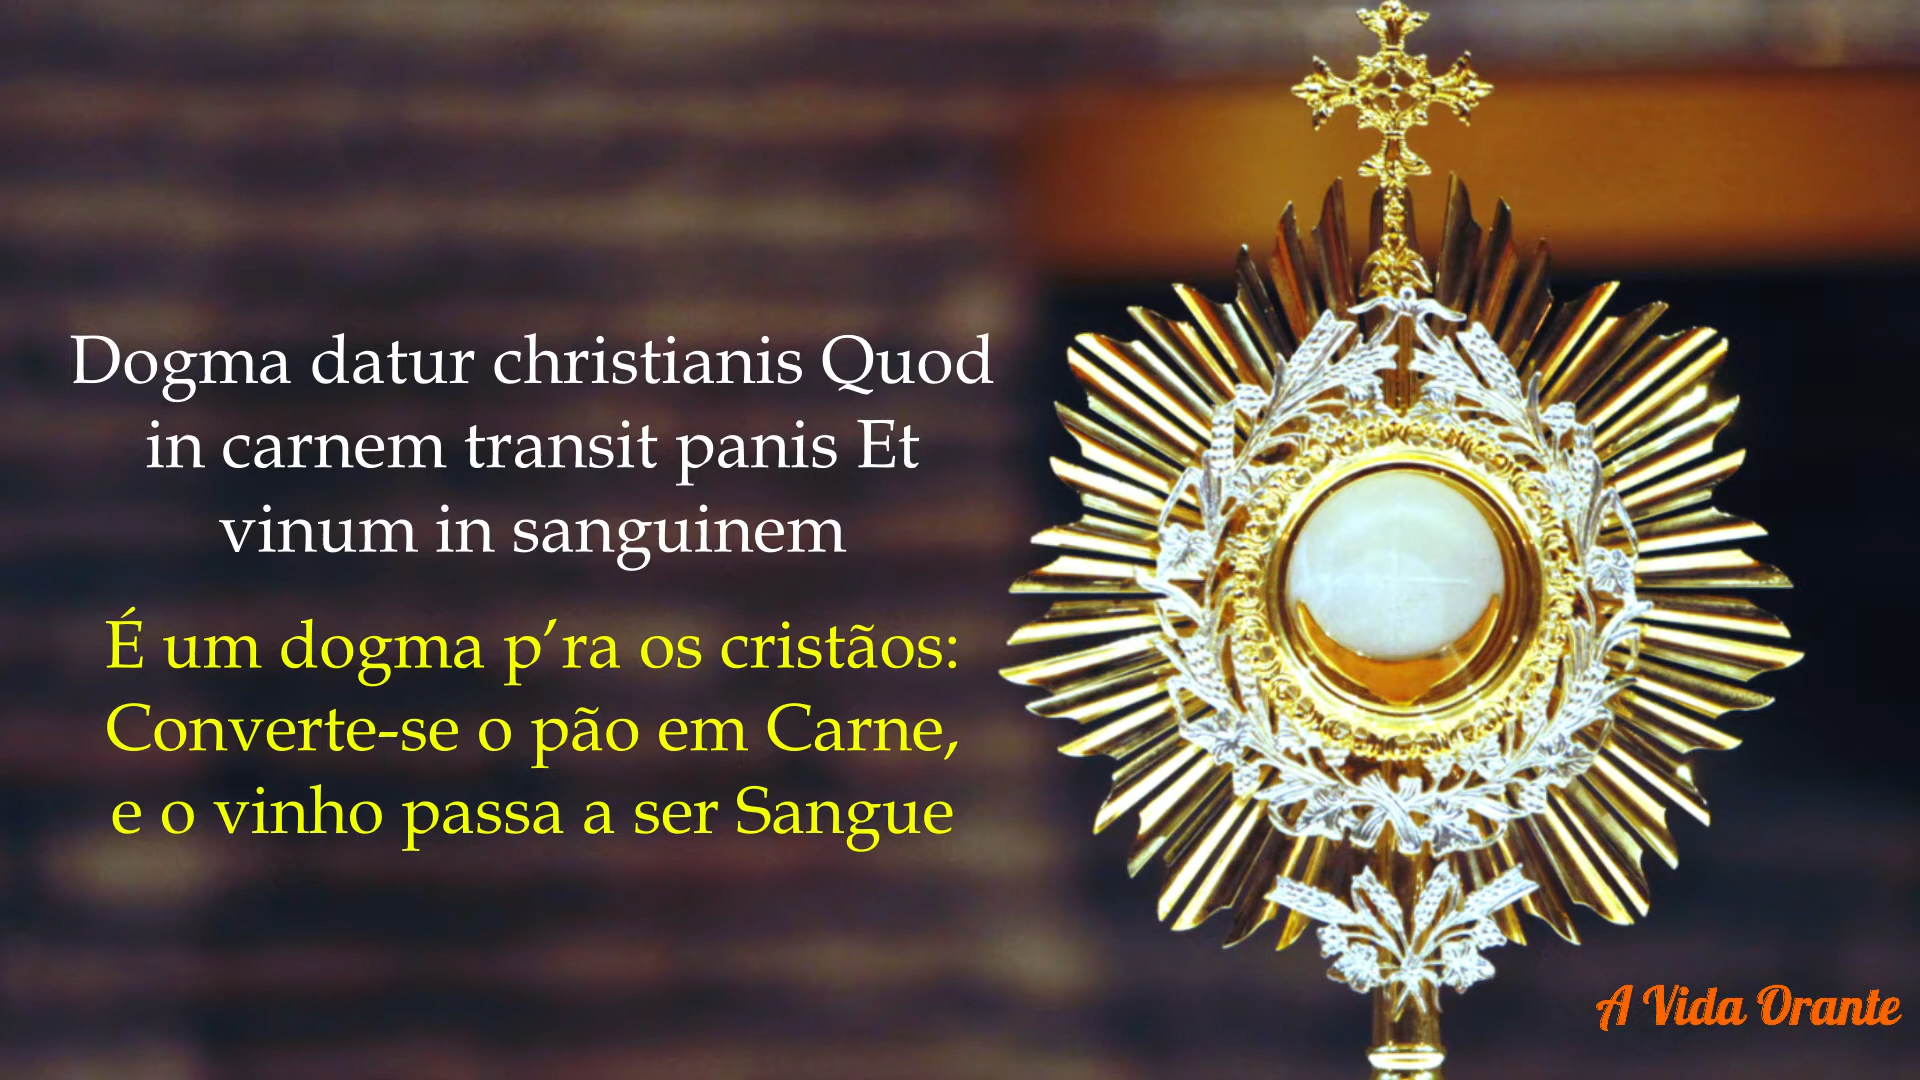 Dogma datur christianis Quod
in carnem transit panis Et
vinum in sanguinem
É um dogma p’ra os cristãos:
Converte-se o pão em Carne,
e o vinho passa a ser Sangue
A Vida Orante